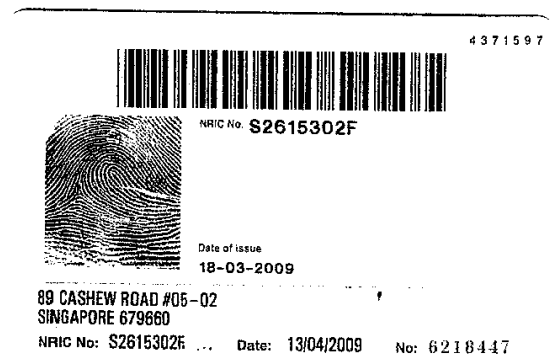 4371597
NRIC No. S2615302F
Date of issue
18-03-2009
89 CASHEW ROAD #05-02
SINGAPORE 679660
NRIC No: S2615302F ... Date: 13/04/2009 No: 6218447